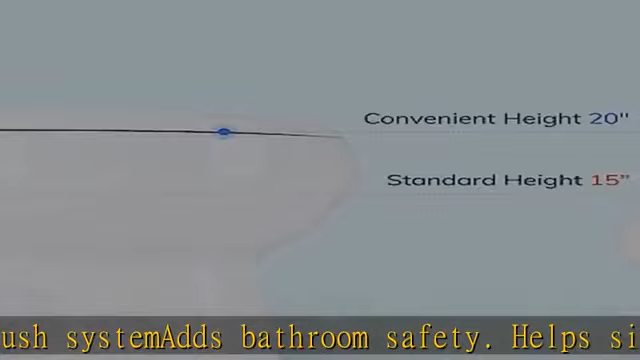 Convenient Height 20"
Standard Height 15”
ush systemAdds bathroom safety. Helps si